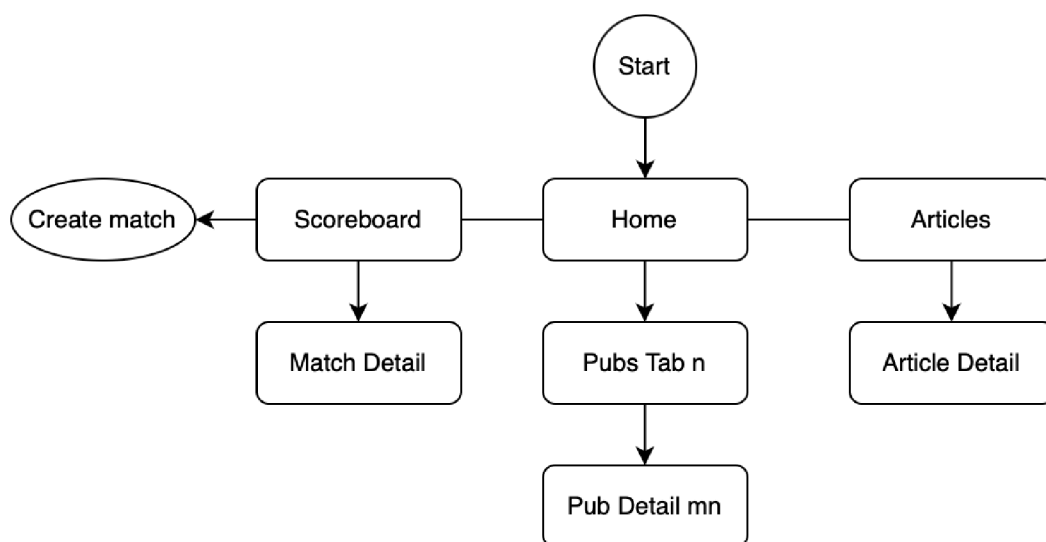 Start
Create match
Scoreboard
Home
Articles
Match Detail
Pubs Tab n
Article Detail
Pub Detail mn